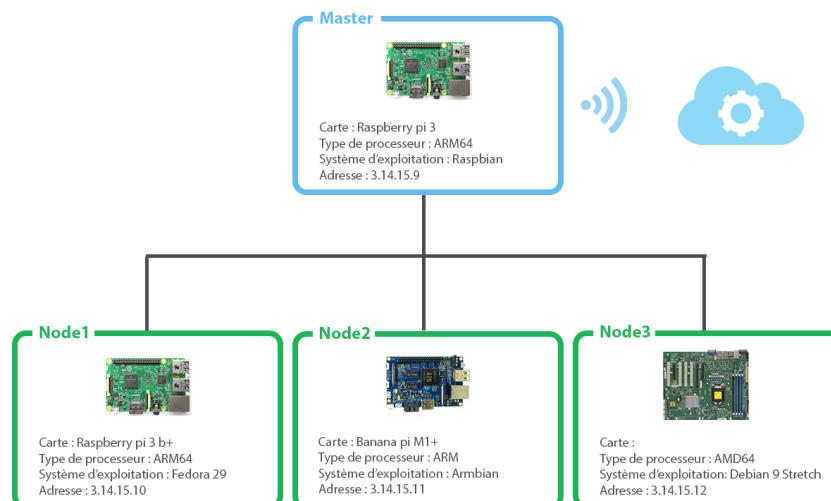 Master
Carte : Raspberry pi 3
Type de processeur : ARM64
Système d'exploitation : Raspbian
Adresse : 3.14.15.9
Node1
Carte : Raspberry pi 3 b+
Type de processeur : ARM64
Système d'exploitation : Fedora 29
Adresse : 3.14.15.10
Node2
Carte : Banana pi M1+
Type de processeur : ARM
Système d'exploitation : Armbian
Adresse : 3.14.15.11
Node3
Carte :
Type de processeur : AMD64
Système d'exploitation: Debian 9 Stretch
Adresse : 3.14.15.12